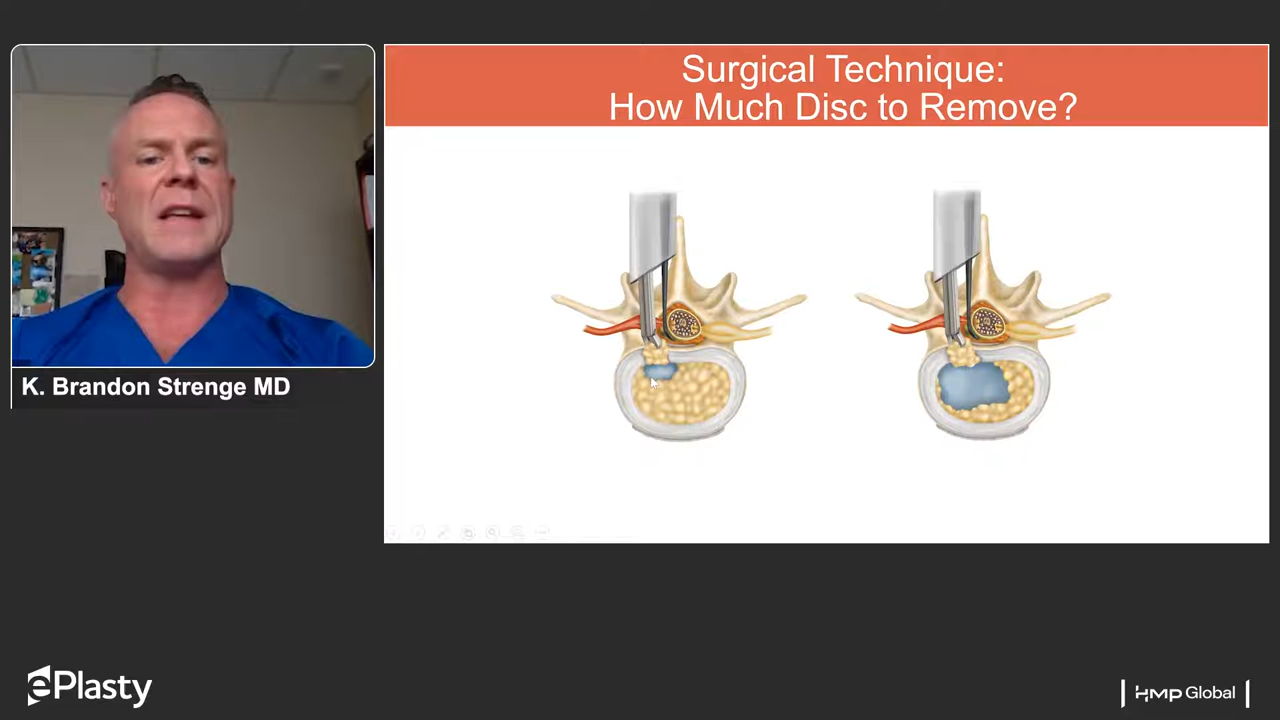 Surgical Technique:
How Much Disc to Remove?
K. Brandon Strenge MD
ePlasty
HMP Global